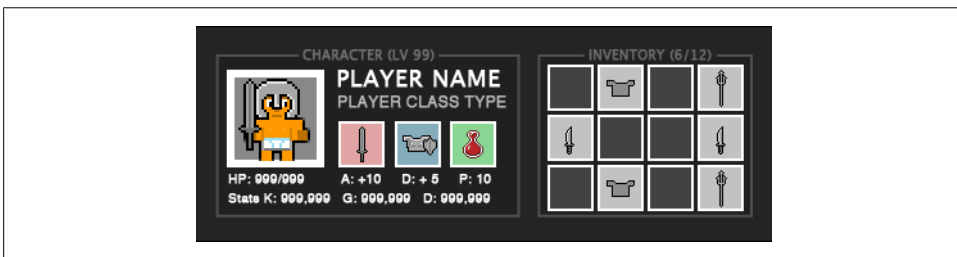 CHARACTER (LV 99)
PLAYER NAME
PLAYER CLASS TYPE
HP: 999/999 A: +10 D: + 5 P: 10
Stats K: 999,999 G: 999,999 D: 999,999
INVENTORY (6/12)